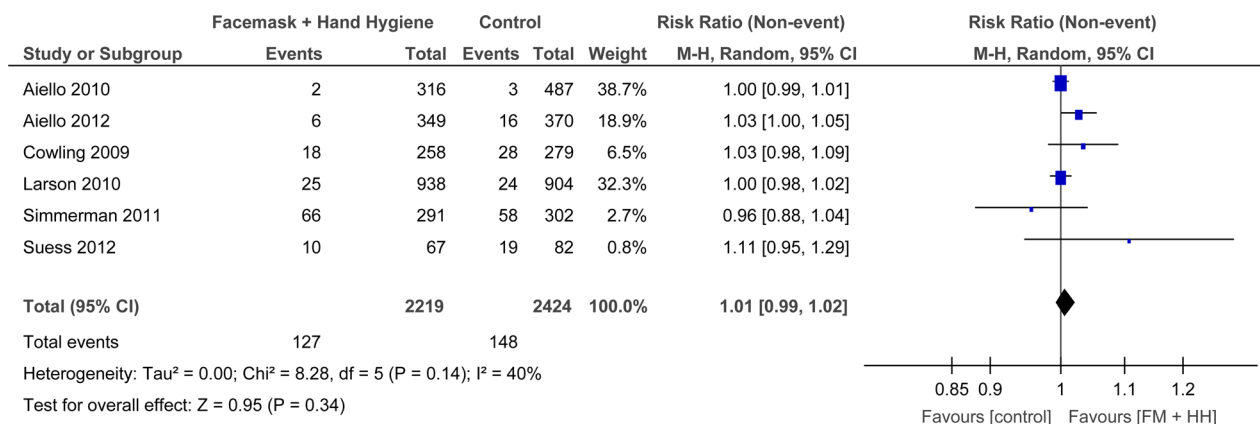 Facemask + Hand Hygiene Control Risk Ratio (Non-event) Risk Ratio (Non-event)
Study or Subgroup Events Total Events Total Weight M-H, Random, 95% CI M-H, Random, 95% CI
Aiello 2010 2 316 3 487 38.7% 1.00 [0.99, 1.01]
Aiello 2012 6 349 16 370 18.9% 1.03 [1.00, 1.05]
Cowling 2009 18 258 28 279 6.5% 1.03 [0.98, 1.09]
Larson 2010 25 938 24 904 32.3% 1.00 [0.98, 1.02]
Simmerman 2011 66 291 58 302 2.7% 0.96 [0.88, 1.04]
Suess 2012 10 67 19 82 0.8% 1.11 [0.95, 1.29]
Total (95% CI) 2219 2424 100.0% 1.01 [0.99, 1.02]
Total events 127 148
Heterogeneity: Tau² = 0.00; Chi² = 8.28, df = 5 (P = 0.14); I² = 40%
Test for overall effect: Z = 0.95 (P = 0.34)
0.85 0.9 1 1.1 1.2
Favours [control] Favours [FM + HH]